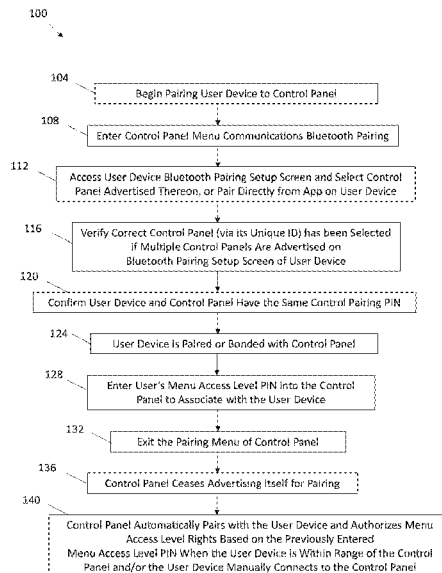 100
104
Begin Pairing User Device to Control Panel
108
Enter Control Panel Menu Communications Bluetooth Pairing
112
Access User Device Bluetooth Pairing Setup Screen and Select Control
Panel Advertised Thereon, or Pair Directly from App on User Device
116
Verify Correct Control Panel (via its Unique ID) has been Selected
if Multiple Control Panels Are Advertised on
Bluetooth Pairing Setup Screen of User Device
120
Confirm User Device and Control Panel Have the Same Control Pairing PIN
124
User Device is Paired or Bonded with Control Panel
128
Enter User's Menu Access Level PIN into the Control
Panel to Associate with the User Device
132
Exit the Pairing Menu of Control Panel
136
Control Panel Ceases Advertising Itself for Pairing
140
Control Panel Automatically Pairs with the User Device and Authorizes Menu
Access Level Rights Based on the Previously Entered
Menu Access Level PIN When the User Device is Within Range of the Control
Panel and/or the User Device Manually Connects to the Control Panel